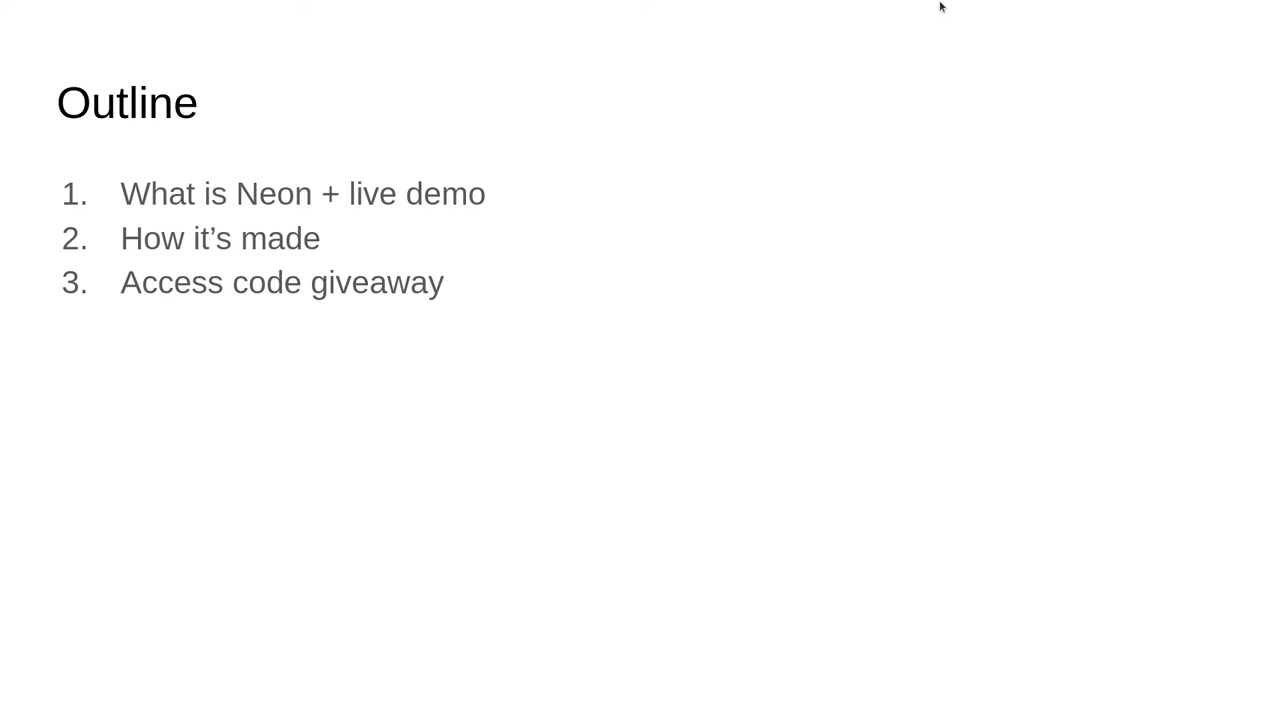 Outline
1. What is Neon + live demo
2. How it’s made
3. Access code giveaway